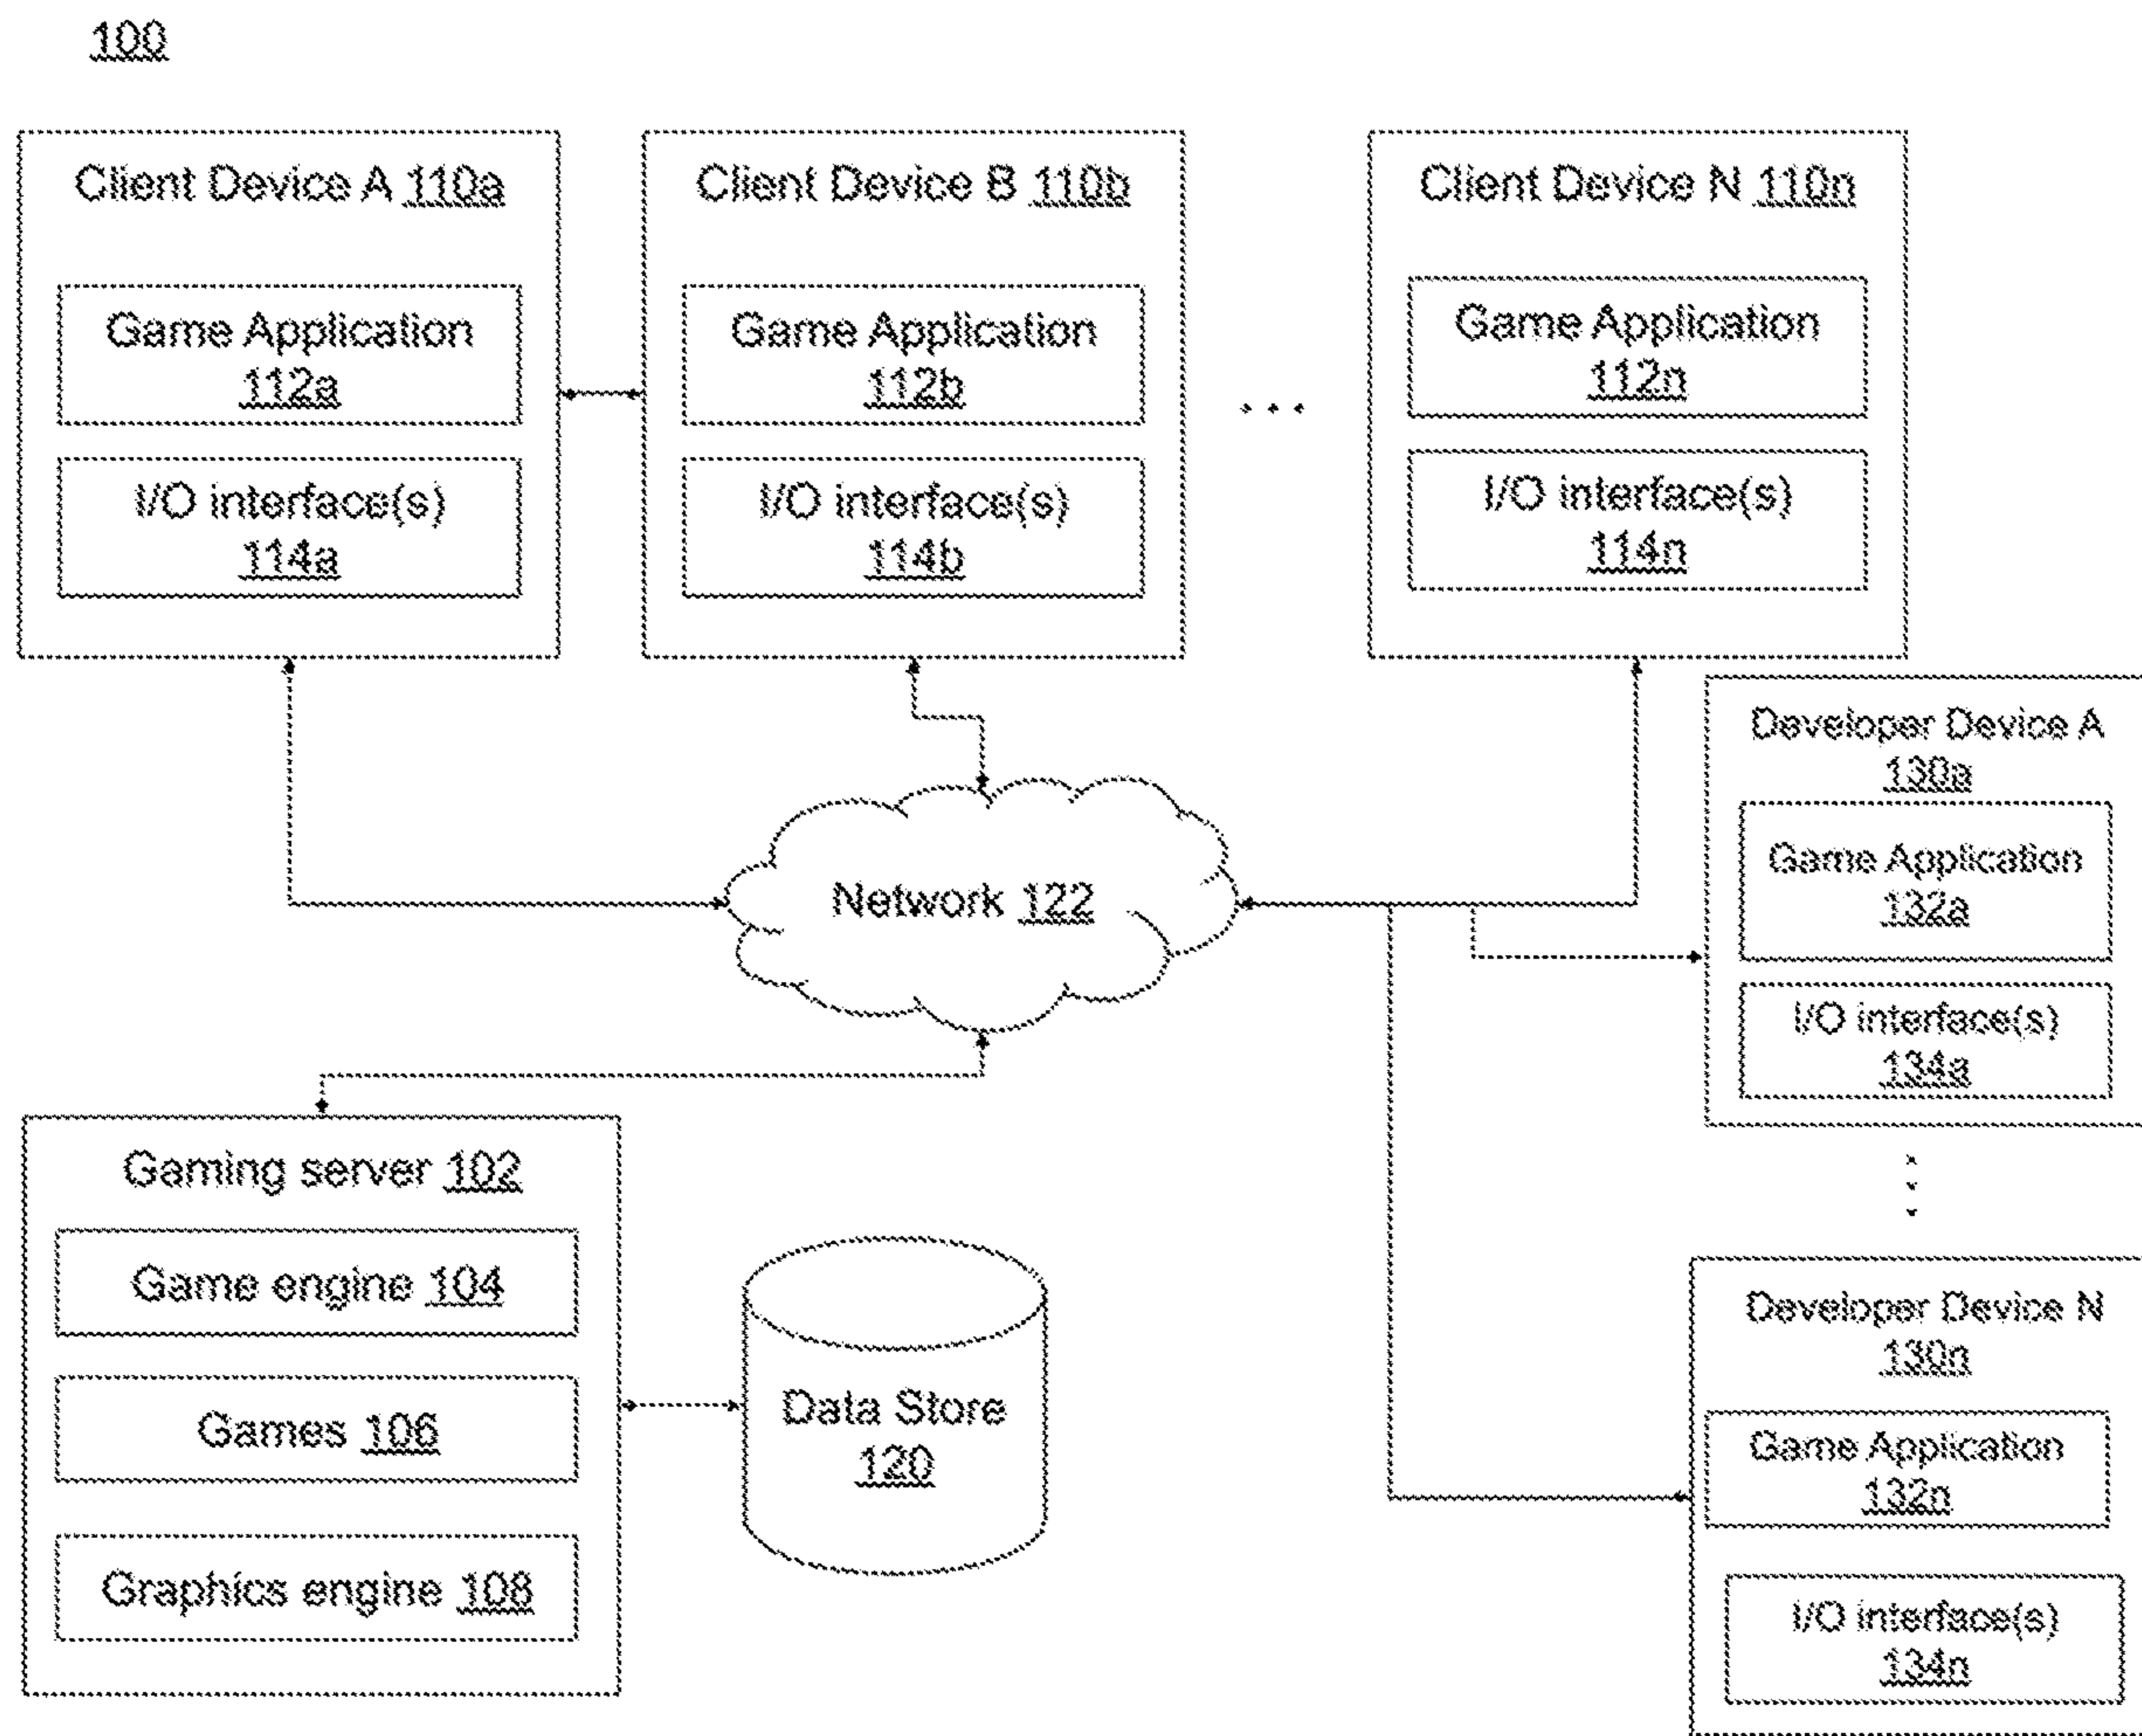 100
Client Device A 110a
Game Application
112a
I/O interface(s)
114a
Client Device B 110b
Game Application
112b
I/O interface(s)
114b
. . .
Client Device N 110n
Game Application
112n
I/O interface(s)
114n
Network 122
Developer Device A
130a
Game Application
132a
I/O interface(s)
134a
Gaming server 102
Game engine 104
Games 106
Graphics engine 108
Data Store
120
Developer Device N
130n
Game Application
132n
I/O interface(s)
134n